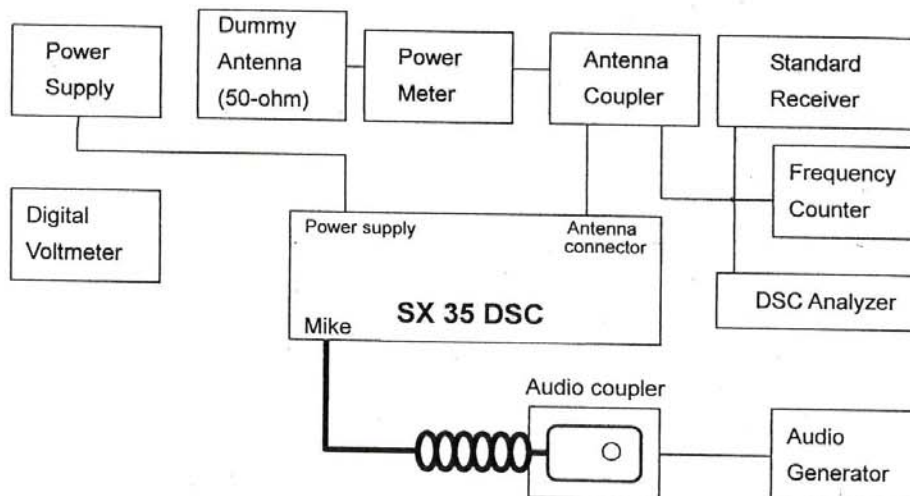 Power
Supply
Dummy
Antenna
(50-ohm)
Power
Meter
Antenna
Coupler
Standard
Receiver
Frequency
Counter
Digital
Voltmeter
Power supply
Antenna
connector
SX 35 DSC
Mike
DSC Analyzer
Audio coupler
Audio
Generator